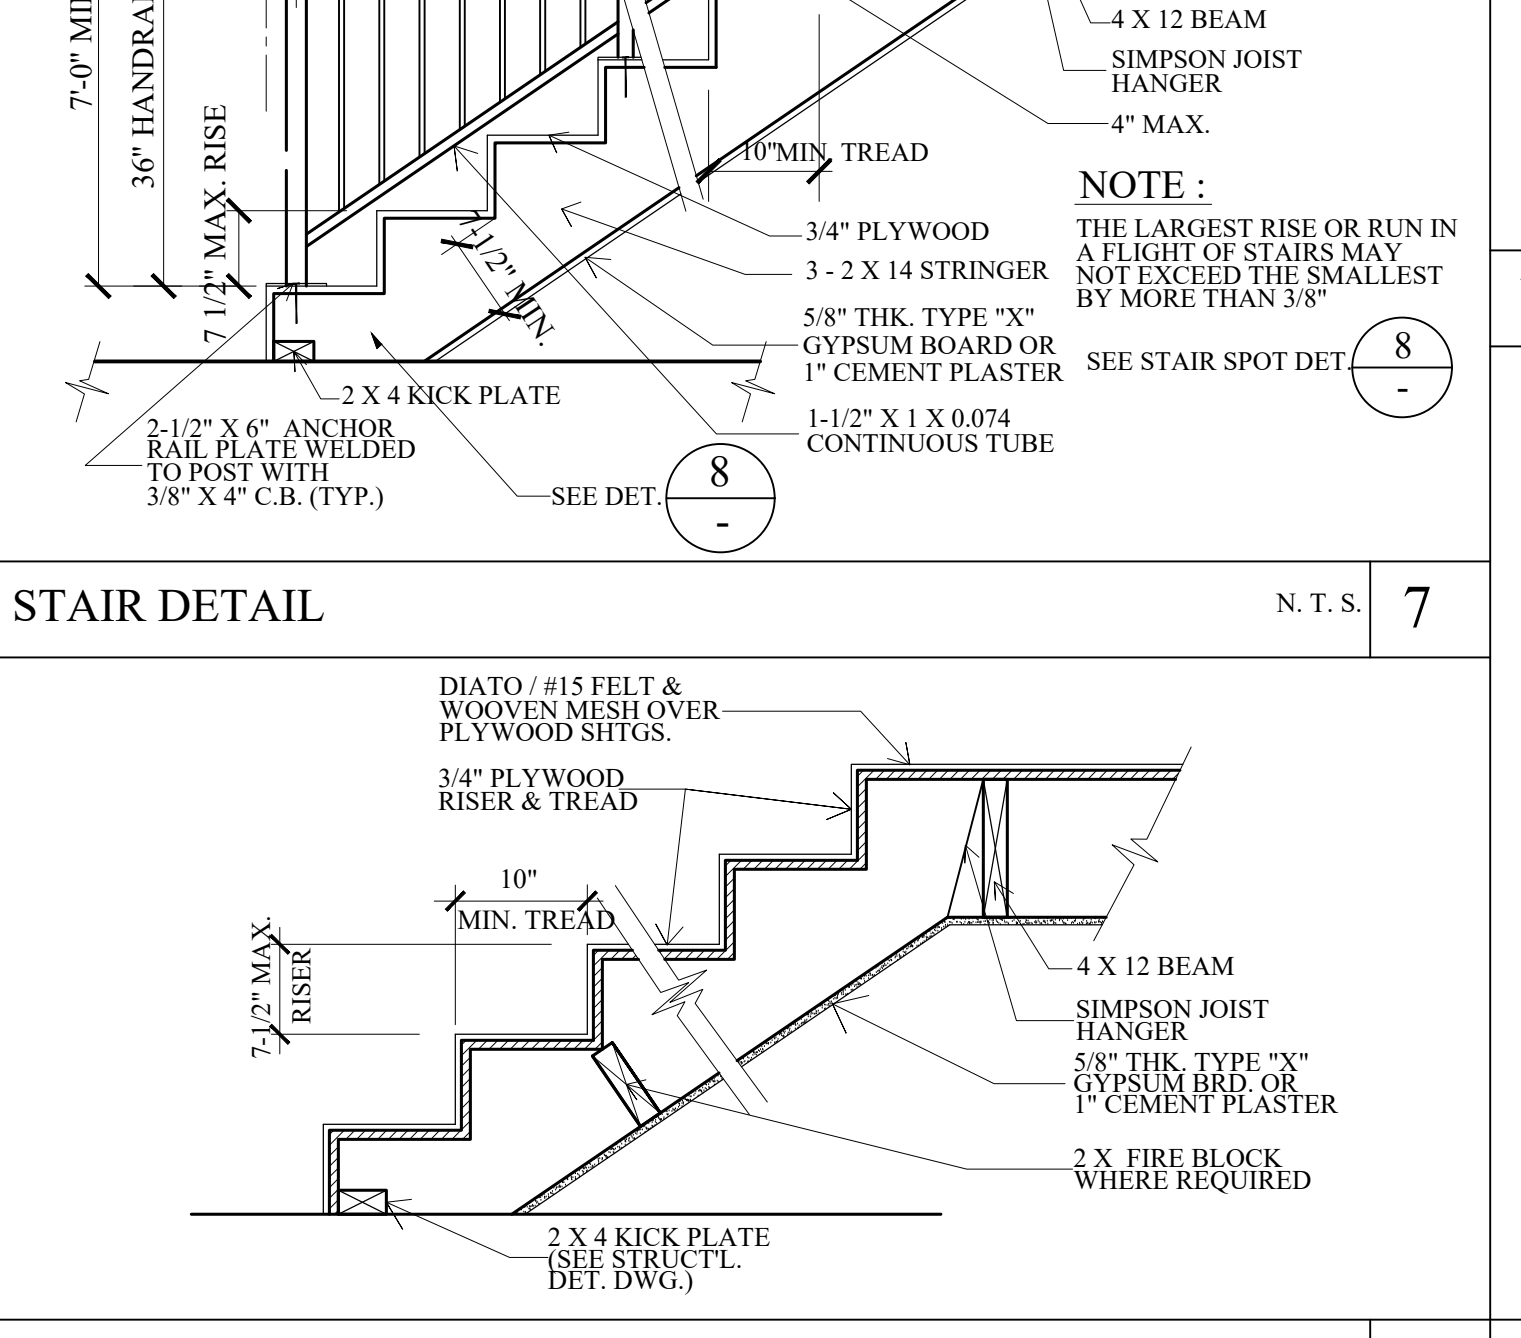 7'-0" MI
36" HANDRA
7 1/2" MAX. RISE
4 X 12 BEAM
SIMPSON JOIST
HANGER
4" MAX.
10"MIN. TREAD
NOTE :
THE LARGEST RISE OR RUN IN
A FLIGHT OF STAIRS MAY
NOT EXCEED THE SMALLEST
BY MORE THAN 3/8"
3/4" PLYWOOD
3 - 2 X 14 STRINGER
7-1/2" MIN.
5/8" THK. TYPE "X"
GYPSUM BOARD OR
1" CEMENT PLASTER
SEE STAIR SPOT DET.
8
-
2 X 4 KICK PLATE
1-1/2" X 1 X 0.074
CONTINUOUS TUBE
2-1/2" X 6" ANCHOR
RAIL PLATE WELDED
TO POST WITH
3/8" X 4" C.B. (TYP.)
SEE DET.
8
-
STAIR DETAIL
N. T. S.
7
DIATO / #15 FELT &
WOOVEN MESH OVER
PLYWOOD SHTGS.
3/4" PLYWOOD
RISER & TREAD
10"
MIN. TREAD
7-1/2" MAX.
RISER
4 X 12 BEAM
SIMPSON JOIST
HANGER
5/8" THK. TYPE "X"
GYPSUM BRD. OR
1" CEMENT PLASTER
2 X FIRE BLOCK
WHERE REQUIRED
2 X 4 KICK PLATE
(SEE STRUCT'L.
DET. DWG.)